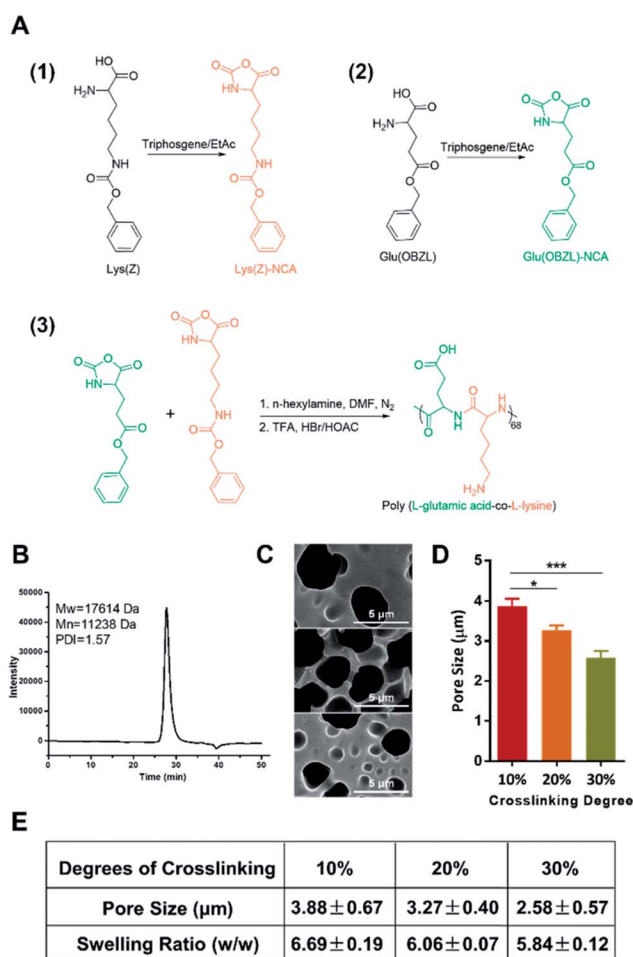 A
(1)
HO
O
H₂N
NH
O
O
Lys(Z)
Triphosgene/EtAc
O
O
O
HN
NH
O
O
Lys(Z)-NCA
(2)
HO
O
H₂N
O
O
Glu(OBZL)
Triphosgene/EtAc
O
O
O
HN
O
O
Glu(OBZL)-NCA
(3)
O
O
O
HN
O
O
+
O
O
O
HN
NH
O
O
1. n-hexylamine, DMF, N₂
2. TFA, HBr/HOAC
OH
O
O
N
H
O
H
N
68
H₂N
Poly (L-glutamic acid-co-L-lysine)
B
Mw=17614 Da
Mn=11238 Da
PDI=1.57
Intensity
50000
40000
30000
20000
10000
0
0 10 20 30 40 50
Time (min)
C
5 μm
5 μm
5 μm
D
***
*
Pore Size (μm)
5
4
3
2
1
0
10% 20% 30%
Crosslinking Degree
E
Degrees of Crosslinking 10% 20% 30%
Pore Size (μm) 3.88±0.67 3.27±0.40 2.58±0.57
Swelling Ratio (w/w) 6.69±0.19 6.06±0.07 5.84±0.12